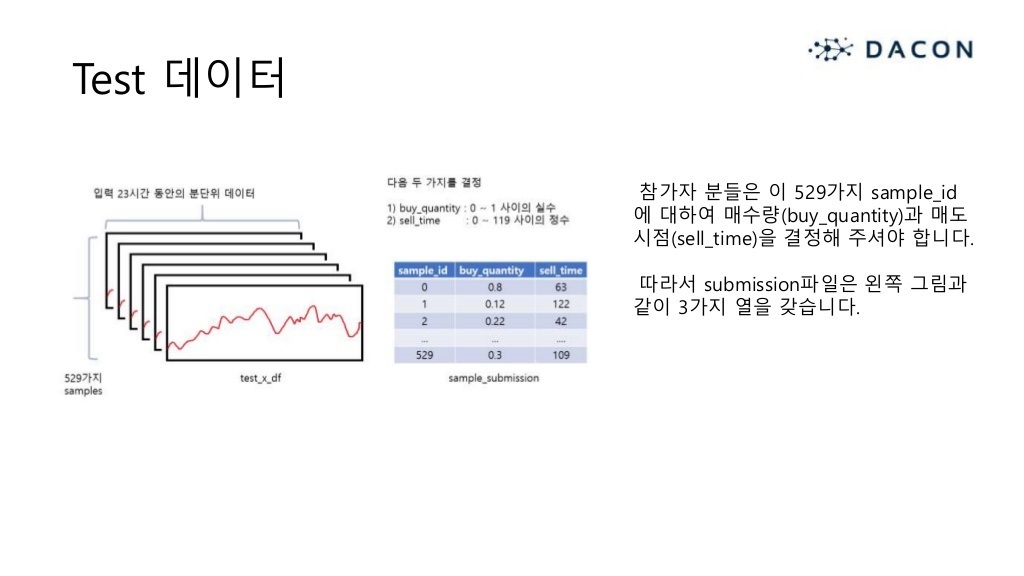 DACON
Test 데이터
입력 23시간 동안의 분단위 데이터
529가지
samples
test_x_df
다음 두 가지를 결정
1) buy_quantity : 0 ~ 1 사이의 실수
2) sell_time : 0 ~ 119 사이의 정수
sample_id buy_quantity sell_time
0 0.8 63
1 0.12 122
2 0.22 42
... ... ....
529 0.3 109
sample_submission
참가자 분들은 이 529가지 sample_id
에 대하여 매수량(buy_quantity)과 매도
시점(sell_time)을 결정해 주셔야 합니다.
따라서 submission파일은 왼쪽 그림과
같이 3가지 열을 갖습니다.